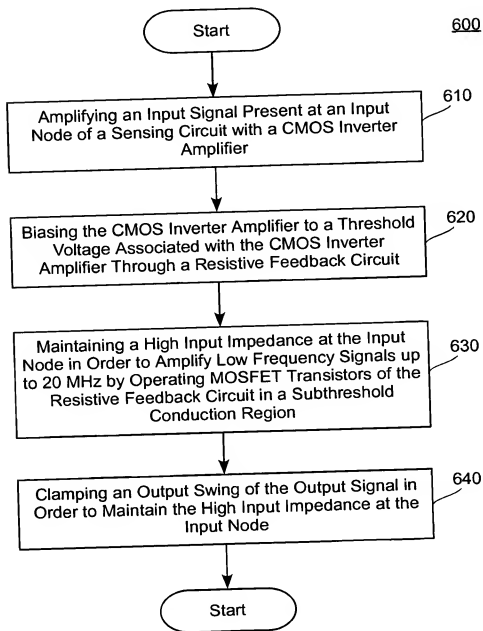 Start
600
Amplifying an Input Signal Present at an Input
Node of a Sensing Circuit with a CMOS Inverter
Amplifier
610
Biasing the CMOS Inverter Amplifier to a Threshold
Voltage Associated with the CMOS Inverter
Amplifier Through a Resistive Feedback Circuit
620
Maintaining a High Input Impedance at the Input
Node in Order to Amplify Low Frequency Signals up
to 20 MHz by Operating MOSFET Transistors of the
Resistive Feedback Circuit in a Subthreshold
Conduction Region
630
Clamping an Output Swing of the Output Signal in
Order to Maintain the High Input Impedance at the
Input Node
640
Start